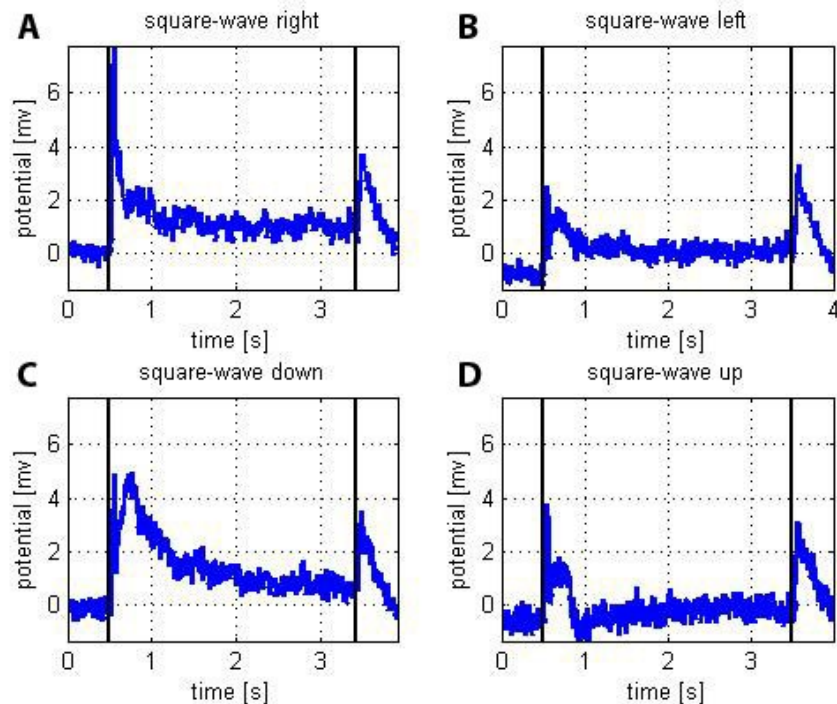 A square-wave right
6
4
2
0
potential [mv]
0 1 2 3
time [s]
B square-wave left
6
4
2
0
potential [mv]
0 1 2 3 4
time [s]
C square-wave down
6
4
2
0
potential [mv]
0 1 2 3
time [s]
D square-wave up
6
4
2
0
potential [mv]
0 1 2 3 4
time [s]